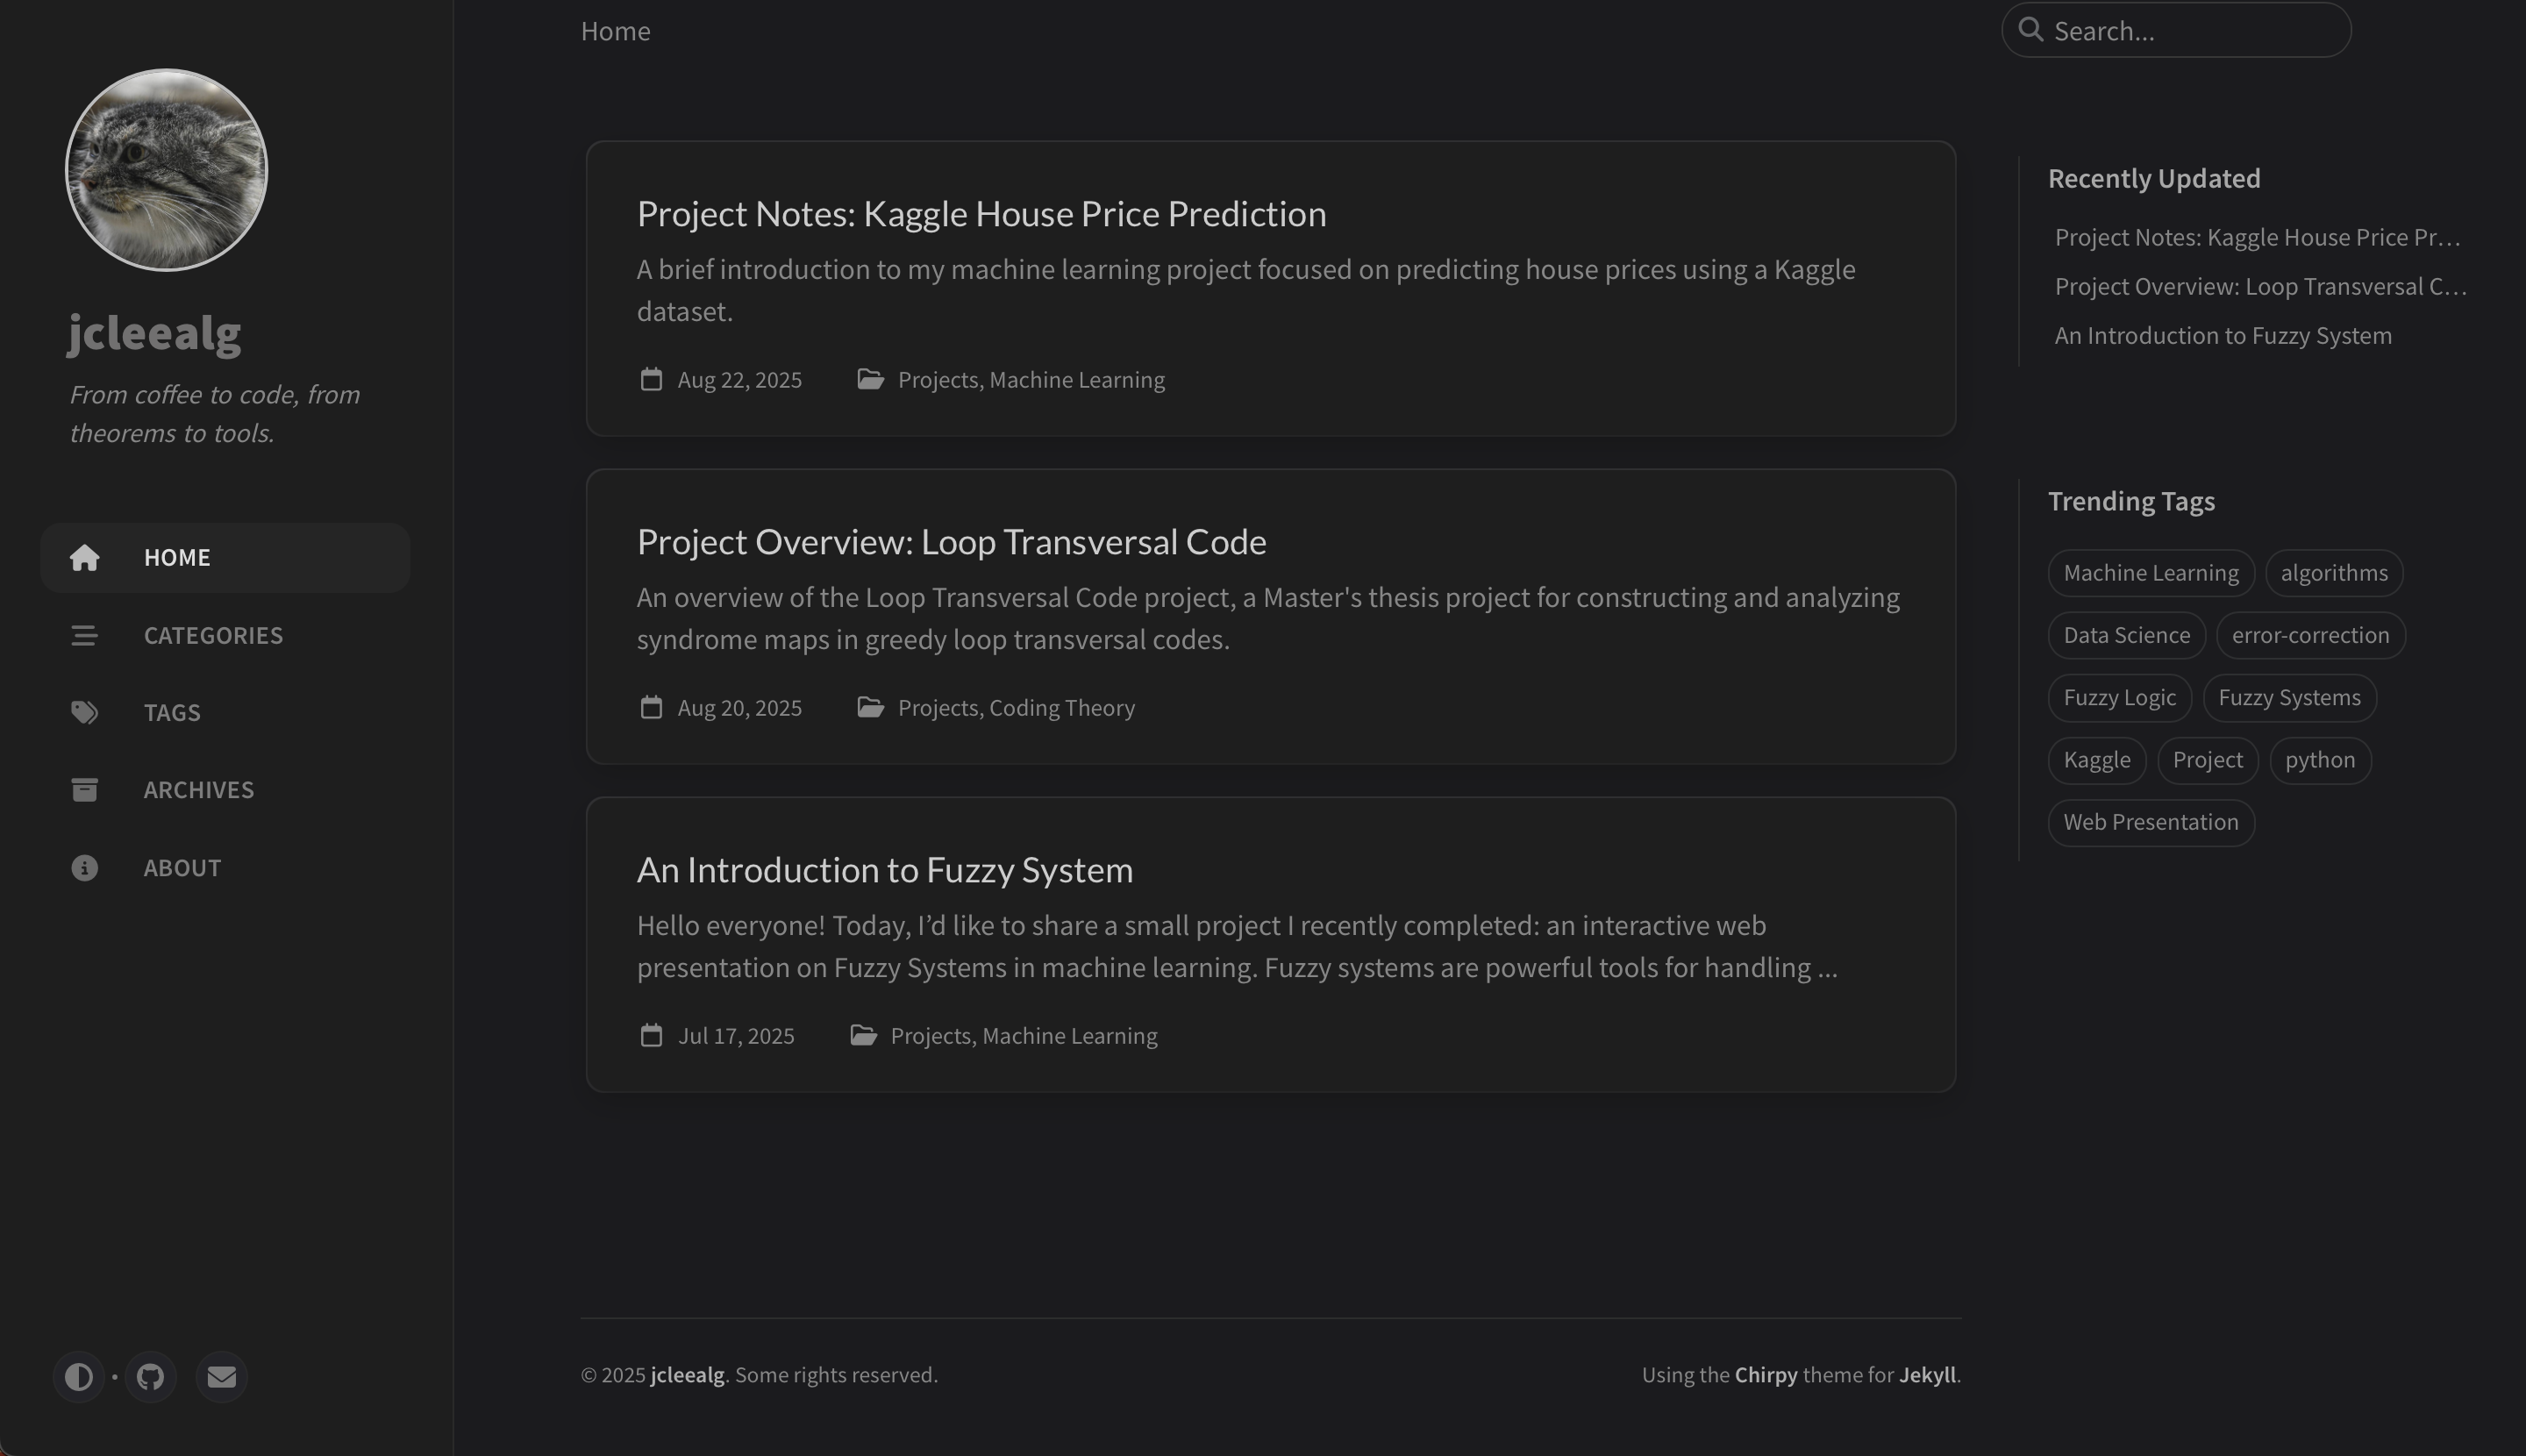 jcleealg
From coffee to code, from
theorems to tools.
HOME
CATEGORIES
TAGS
ARCHIVES
ABOUT
Home
Search...
Project Notes: Kaggle House Price Prediction
A brief introduction to my machine learning project focused on predicting house prices using a Kaggle
dataset.
Aug 22, 2025 Projects, Machine Learning
Project Overview: Loop Transversal Code
An overview of the Loop Transversal Code project, a Master's thesis project for constructing and analyzing
syndrome maps in greedy loop transversal codes.
Aug 20, 2025 Projects, Coding Theory
An Introduction to Fuzzy System
Hello everyone! Today, I’d like to share a small project I recently completed: an interactive web
presentation on Fuzzy Systems in machine learning. Fuzzy systems are powerful tools for handling ...
Jul 17, 2025 Projects, Machine Learning
Recently Updated
Project Notes: Kaggle House Price Pr…
Project Overview: Loop Transversal C…
An Introduction to Fuzzy System
Trending Tags
Machine Learning algorithms
Data Science error-correction
Fuzzy Logic Fuzzy Systems
Kaggle Project python
Web Presentation
© 2025 jcleealg. Some rights reserved.
Using the Chirpy theme for Jekyll.